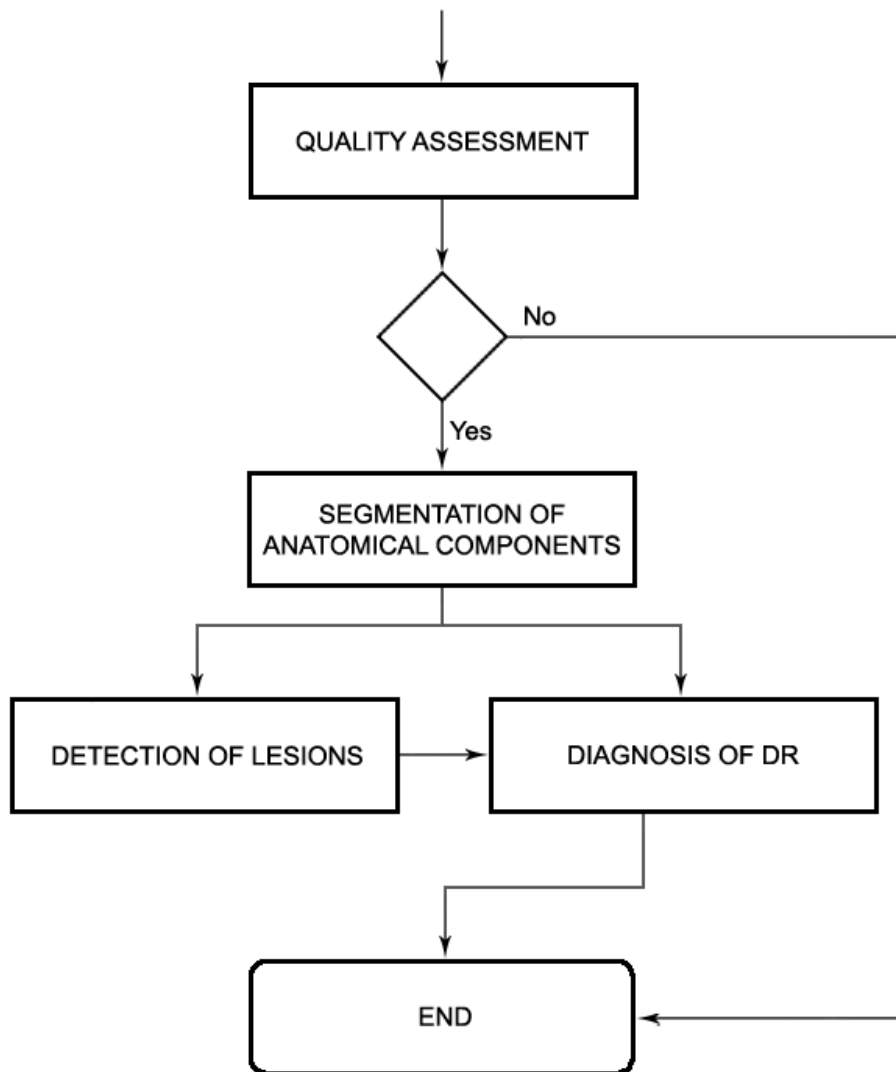 QUALITY ASSESSMENT
No
Yes
SEGMENTATION OF
ANATOMICAL COMPONENTS
DETECTION OF LESIONS
DIAGNOSIS OF DR
END